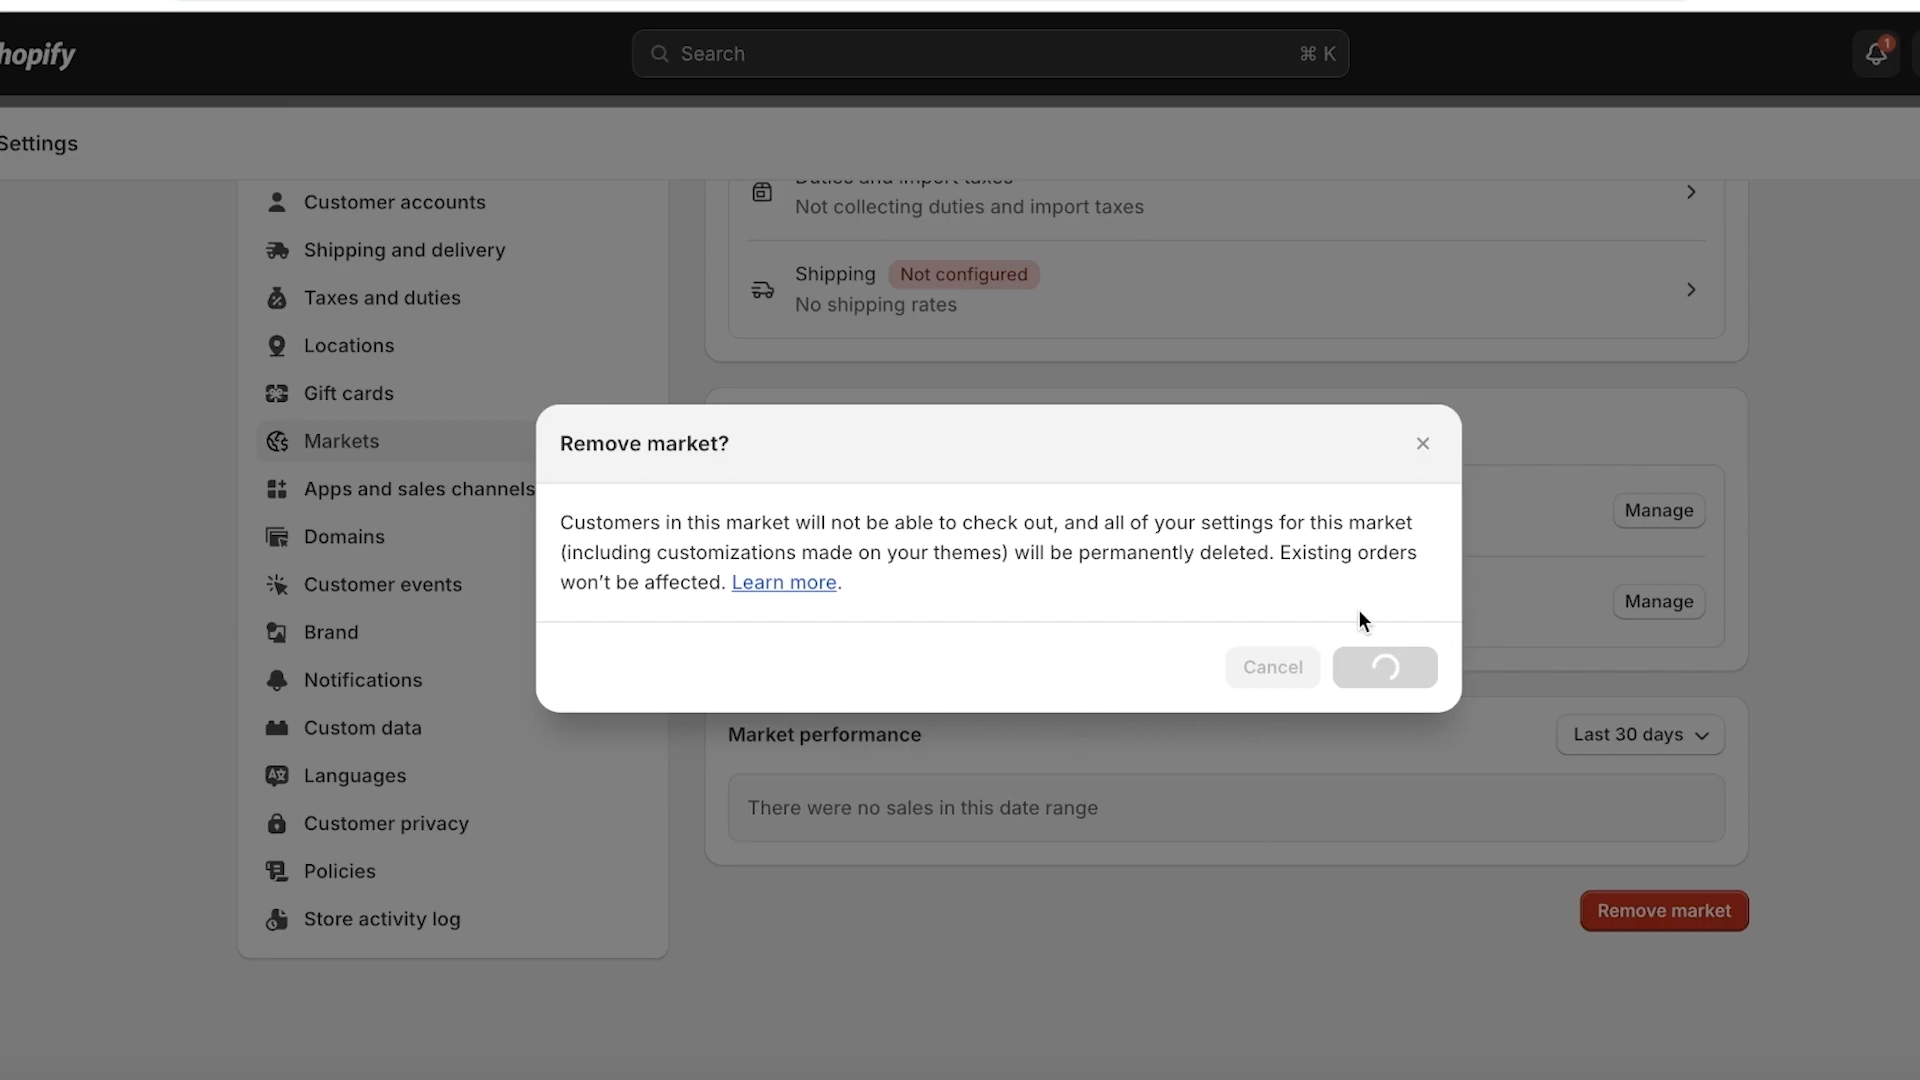 hopify
Search
⌘ K
1
Settings
Customer accounts
Shipping and delivery
Taxes and duties
Locations
Gift cards
Markets
Apps and sales channels
Domains
Customer events
Brand
Notifications
Custom data
Languages
Customer privacy
Policies
Store activity log
Duties and import taxes
Not collecting duties and import taxes
Shipping Not configured
No shipping rates
Manage
Manage
Remove market?
Customers in this market will not be able to check out, and all of your settings for this market
(including customizations made on your themes) will be permanently deleted. Existing orders
won’t be affected. Learn more.
Cancel
Market performance
Last 30 days
There were no sales in this date range
Remove market